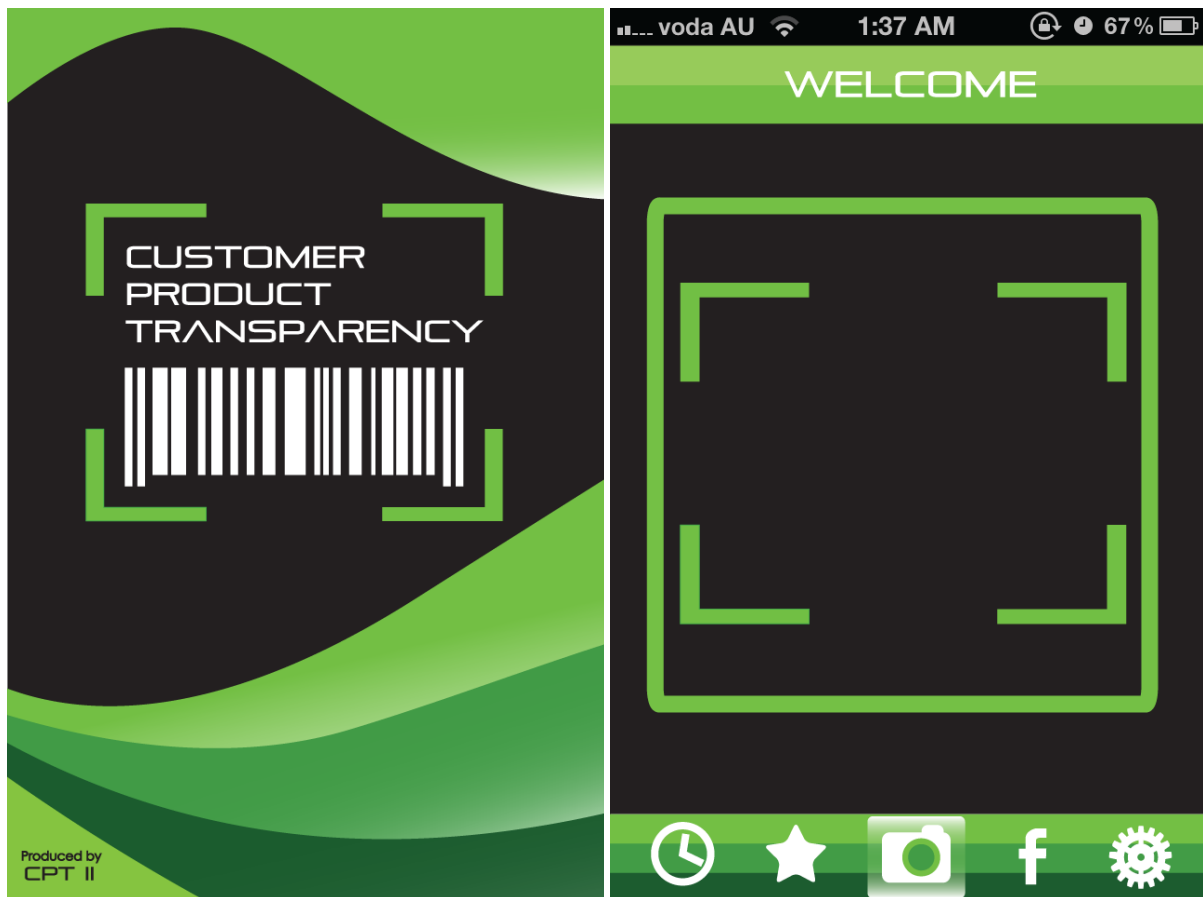 CUSTOMER
PRODUCT
TRANSPARENCY
Produced by
CPT II
voda AU 1:37 AM 67%
WELCOME